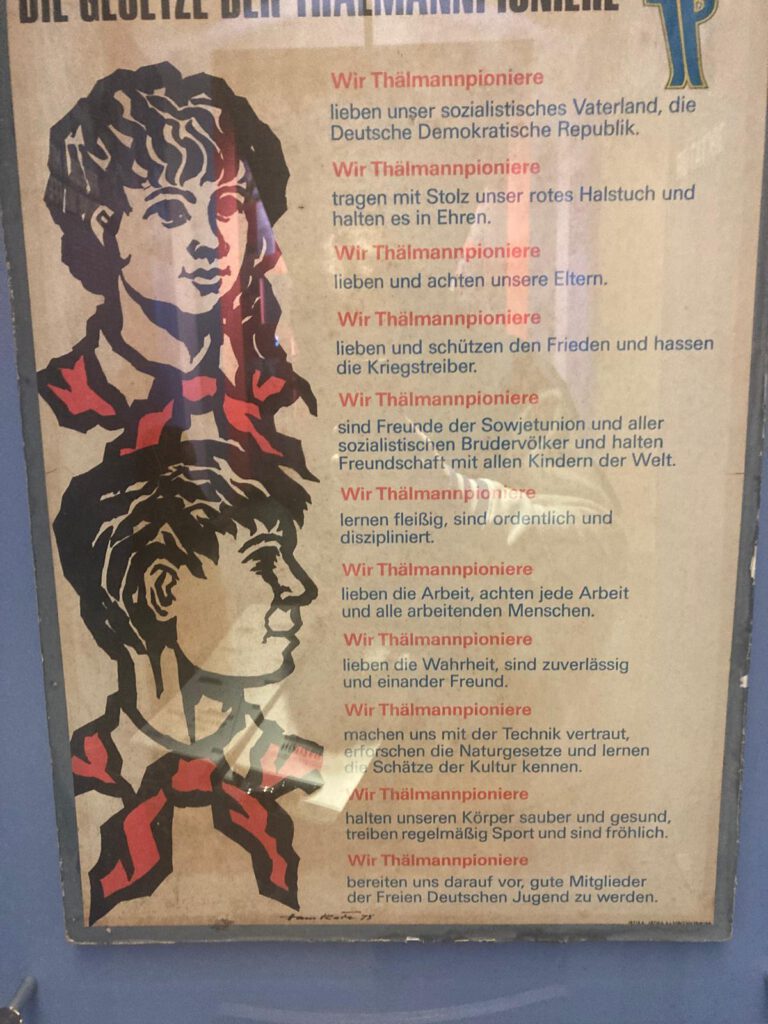 DIE GESETZE DER THÄLMANNPIONIERE
Wir Thälmannpioniere
lieben unser sozialistisches Vaterland, die
Deutsche Demokratische Republik.
Wir Thälmannpioniere
tragen mit Stolz unser rotes Halstuch und
halten es in Ehren.
Wir Thälmannpioniere
lieben und achten unsere Eltern.
Wir Thälmannpioniere
lieben und schützen den Frieden und hassen
die Kriegstreiber.
Wir Thälmannpioniere
sind Freunde der Sowjetunion und aller
sozialistischen Brudervölker und halten
Freundschaft mit allen Kindern der Welt.
Wir Thälmannpioniere
lernen fleißig, sind ordentlich und
diszipliniert.
Wir Thälmannpioniere
lieben die Arbeit, achten jede Arbeit
und alle arbeitenden Menschen.
Wir Thälmannpioniere
lieben die Wahrheit, sind zuverlässig
und einander Freund.
Wir Thälmannpioniere
machen uns mit der Technik vertraut,
erforschen die Naturgesetze und lernen
die Schätze der Kultur kennen.
Wir Thälmannpioniere
halten unseren Körper sauber und gesund,
treiben regelmäßig Sport und sind fröhlich.
Wir Thälmannpioniere
bereiten uns darauf vor, gute Mitglieder
der Freien Deutschen Jugend zu werden.
75